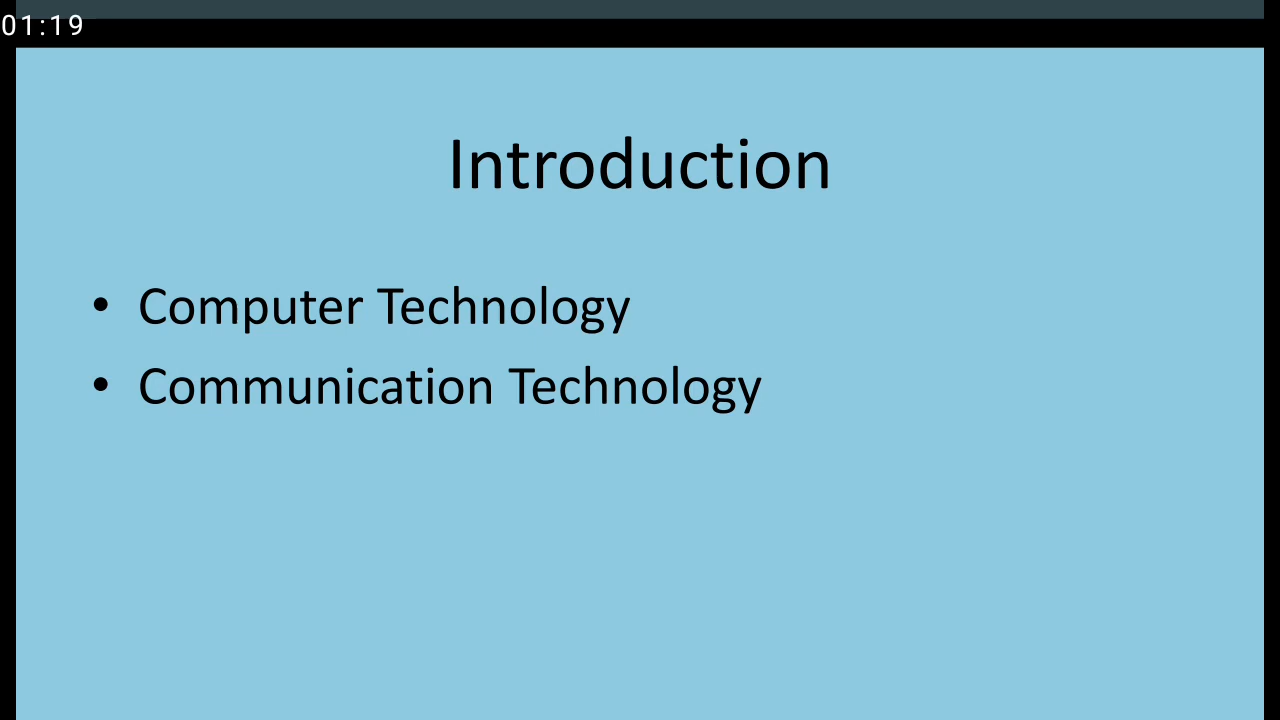 01:19
Introduction
• Computer Technology
• Communication Technology